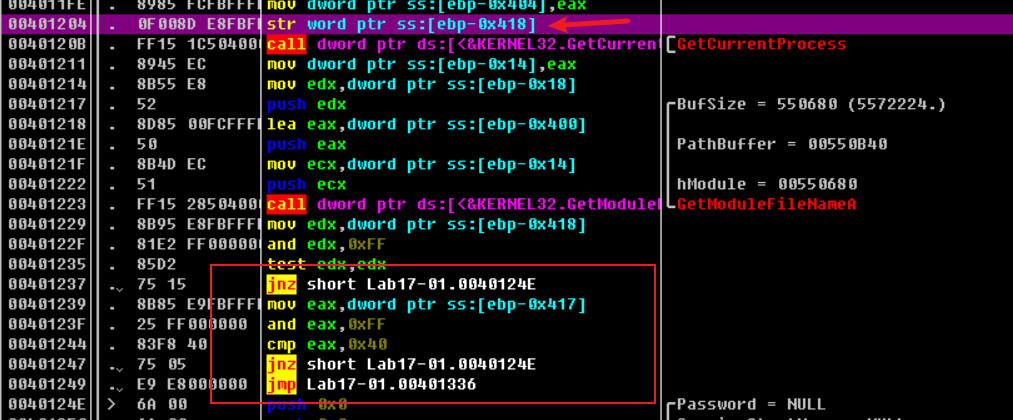 004011FE . 8985 FCFBFFFF mov dword ptr ss:[ebp-0x404],eax
00401204 . 0F008D E8FBFF str word ptr ss:[ebp-0x418]
0040120B . FF15 1C504000 call dword ptr ds:[<&KERNEL32.GetCurrent GetCurrentProcess
00401211 . 8945 EC mov dword ptr ss:[ebp-0x14],eax
00401214 . 8B55 E8 mov edx,dword ptr ss:[ebp-0x18]
00401217 . 52 push edx BufSize = 550680 (5572224.)
00401218 . 8D85 00FCFFFF lea eax,dword ptr ss:[ebp-0x400]
0040121E . 50 push eax PathBuffer = 00550B40
0040121F . 8B4D EC mov ecx,dword ptr ss:[ebp-0x14]
00401222 . 51 push ecx hModule = 00550680
00401223 . FF15 28504000 call dword ptr ds:[<&KERNEL32.GetModule GetModuleFileNameA
00401229 . 8B95 E8FBFFFF mov edx,dword ptr ss:[ebp-0x418]
0040122F . 81E2 FF000000 and edx,0xFF
00401235 . 85D2 test edx,edx
00401237 . 75 15 jnz short Lab17-01.0040124E
00401239 . 8B85 E9FBFFFF mov eax,dword ptr ss:[ebp-0x417]
0040123F . 25 FF000000 and eax,0xFF
00401244 . 83F8 40 cmp eax,0x40
00401247 . 75 05 jnz short Lab17-01.0040124E
00401249 . E9 E8000000 jmp Lab17-01.00401336
0040124E > 6A 00 push 0x0 Password = NULL